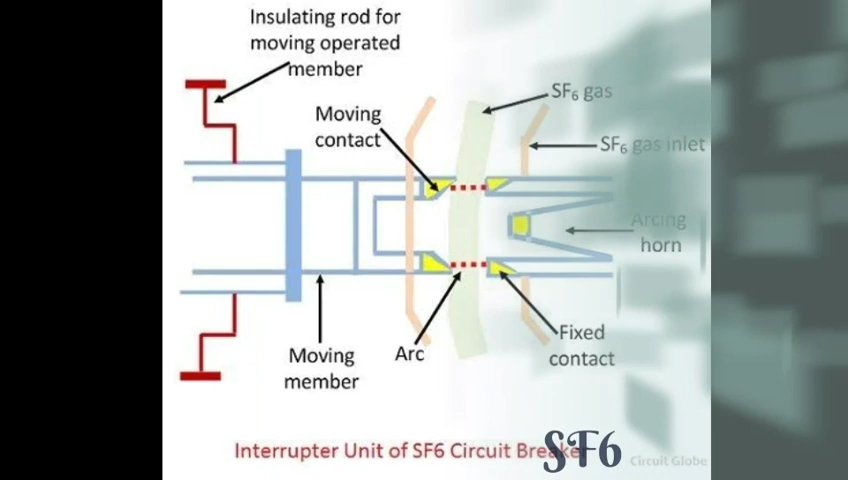 Insulating rod for
moving operated
member
Moving
contact
SF6 gas
SF6 gas inlet
Arcing
horn
Fixed
contact
Arc
Moving
member
Interrupter Unit of SF6 Circuit Breake
SF6
Circuit Globe